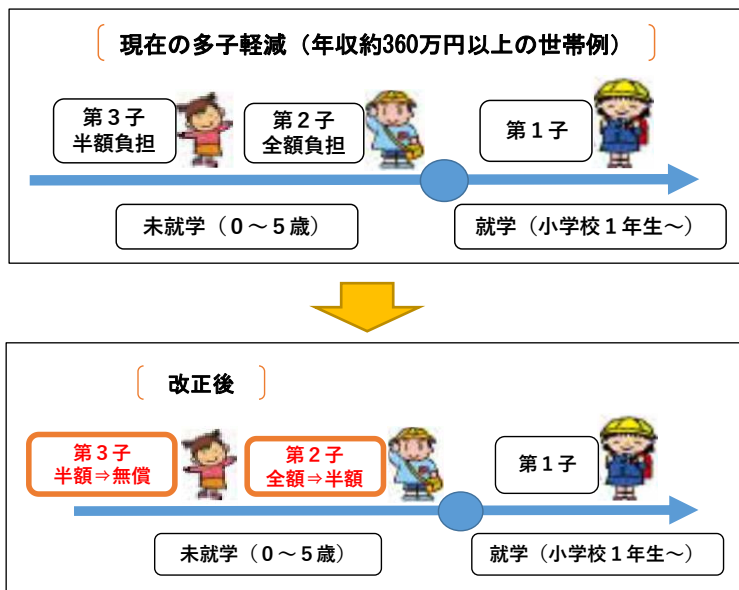 現在の多子軽減（年収約360万円以上の世帯例）
第３子
半額負担
第２子
全額負担
第１子
未就学（０～５歳）
就学（小学校１年生～）
改正後
第３子
半額⇒無償
第２子
全額⇒半額
第１子
未就学（０～５歳）
就学（小学校１年生～）